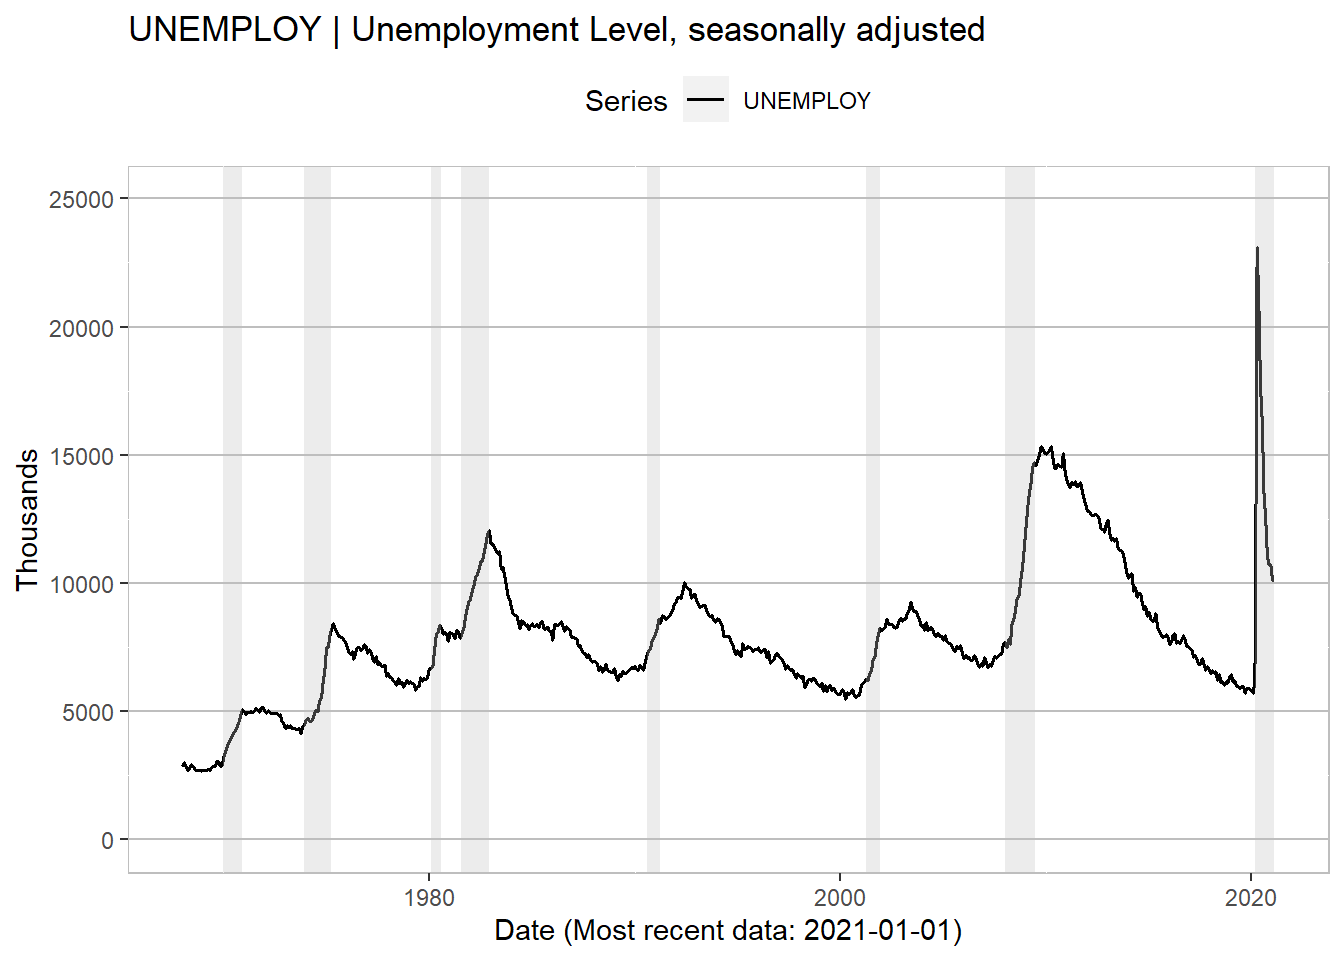 UNEMPLOY | Unemployment Level, seasonally adjusted
Series UNEMPLOY
Thousands
25000
20000
15000
10000
5000
0
1980 2000 2020
Date (Most recent data: 2021-01-01)